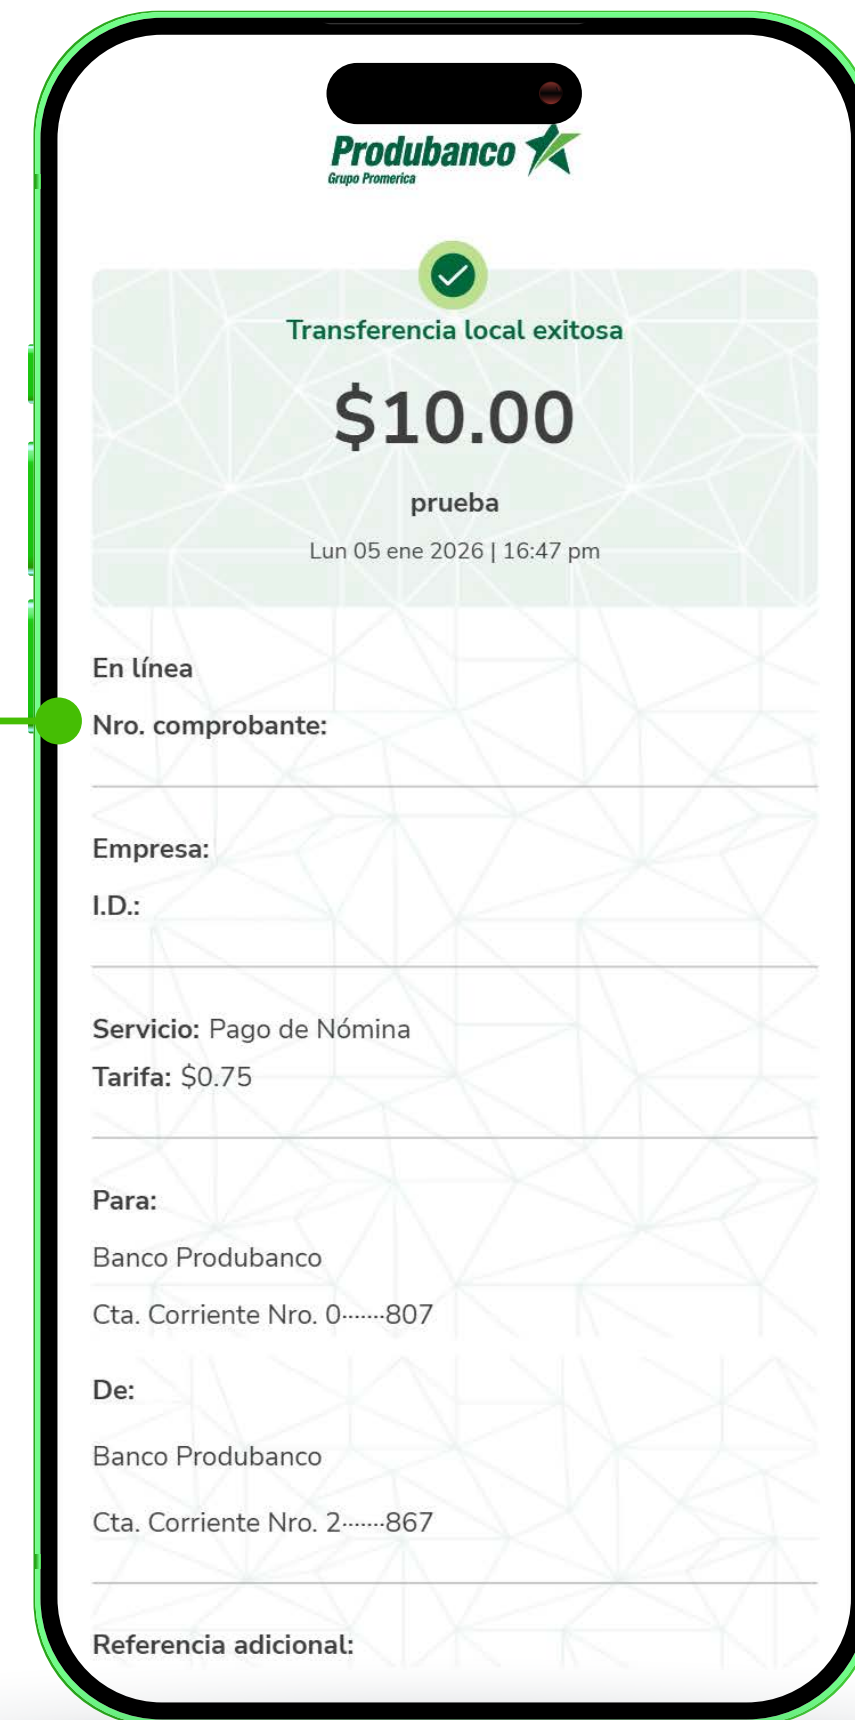 Produbanco
Grupo Promerica
Transferencia local exitosa
$10.00
prueba
Lun 05 ene 2026 | 16:47 pm
En línea
Nro. comprobante:
Empresa:
I.D.:
Servicio: Pago de Nómina
Tarifa: $0.75
Para:
Banco Produbanco
Cta. Corriente Nro. 0·······807
De:
Banco Produbanco
Cta. Corriente Nro. 2·······867
Referencia adicional: